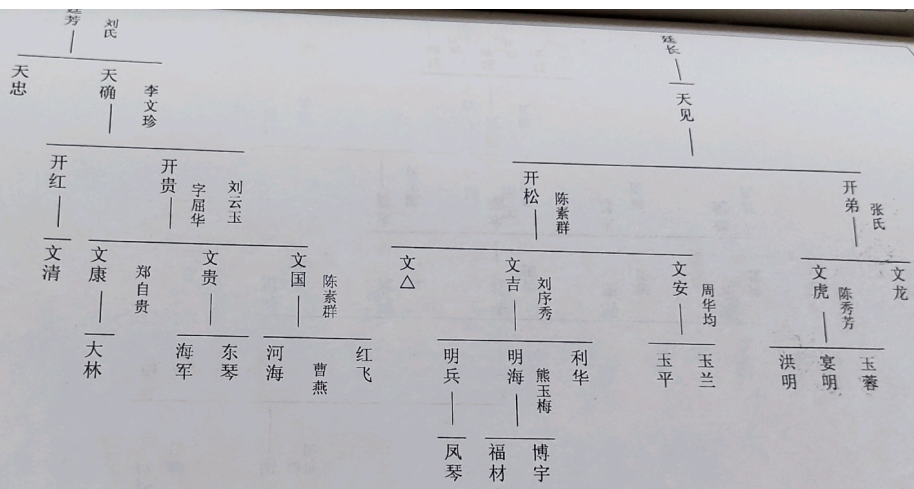 廷芳
刘氏
廷长
天忠
天确
李文珍
天见
开红
开贵
字屈华
刘云玉
开松
陈素群
开弟
张氏
文清
文康
郑自贵
文贵
文国
陈素群
文△
文吉
刘序秀
文安
周华均
文虎
陈秀芳
文龙
大林
海军
东琴
河海
曹燕
红飞
明兵
明海
熊玉梅
利华
玉平
玉兰
洪明
宴明
玉蓉
凤琴
福材
博宇